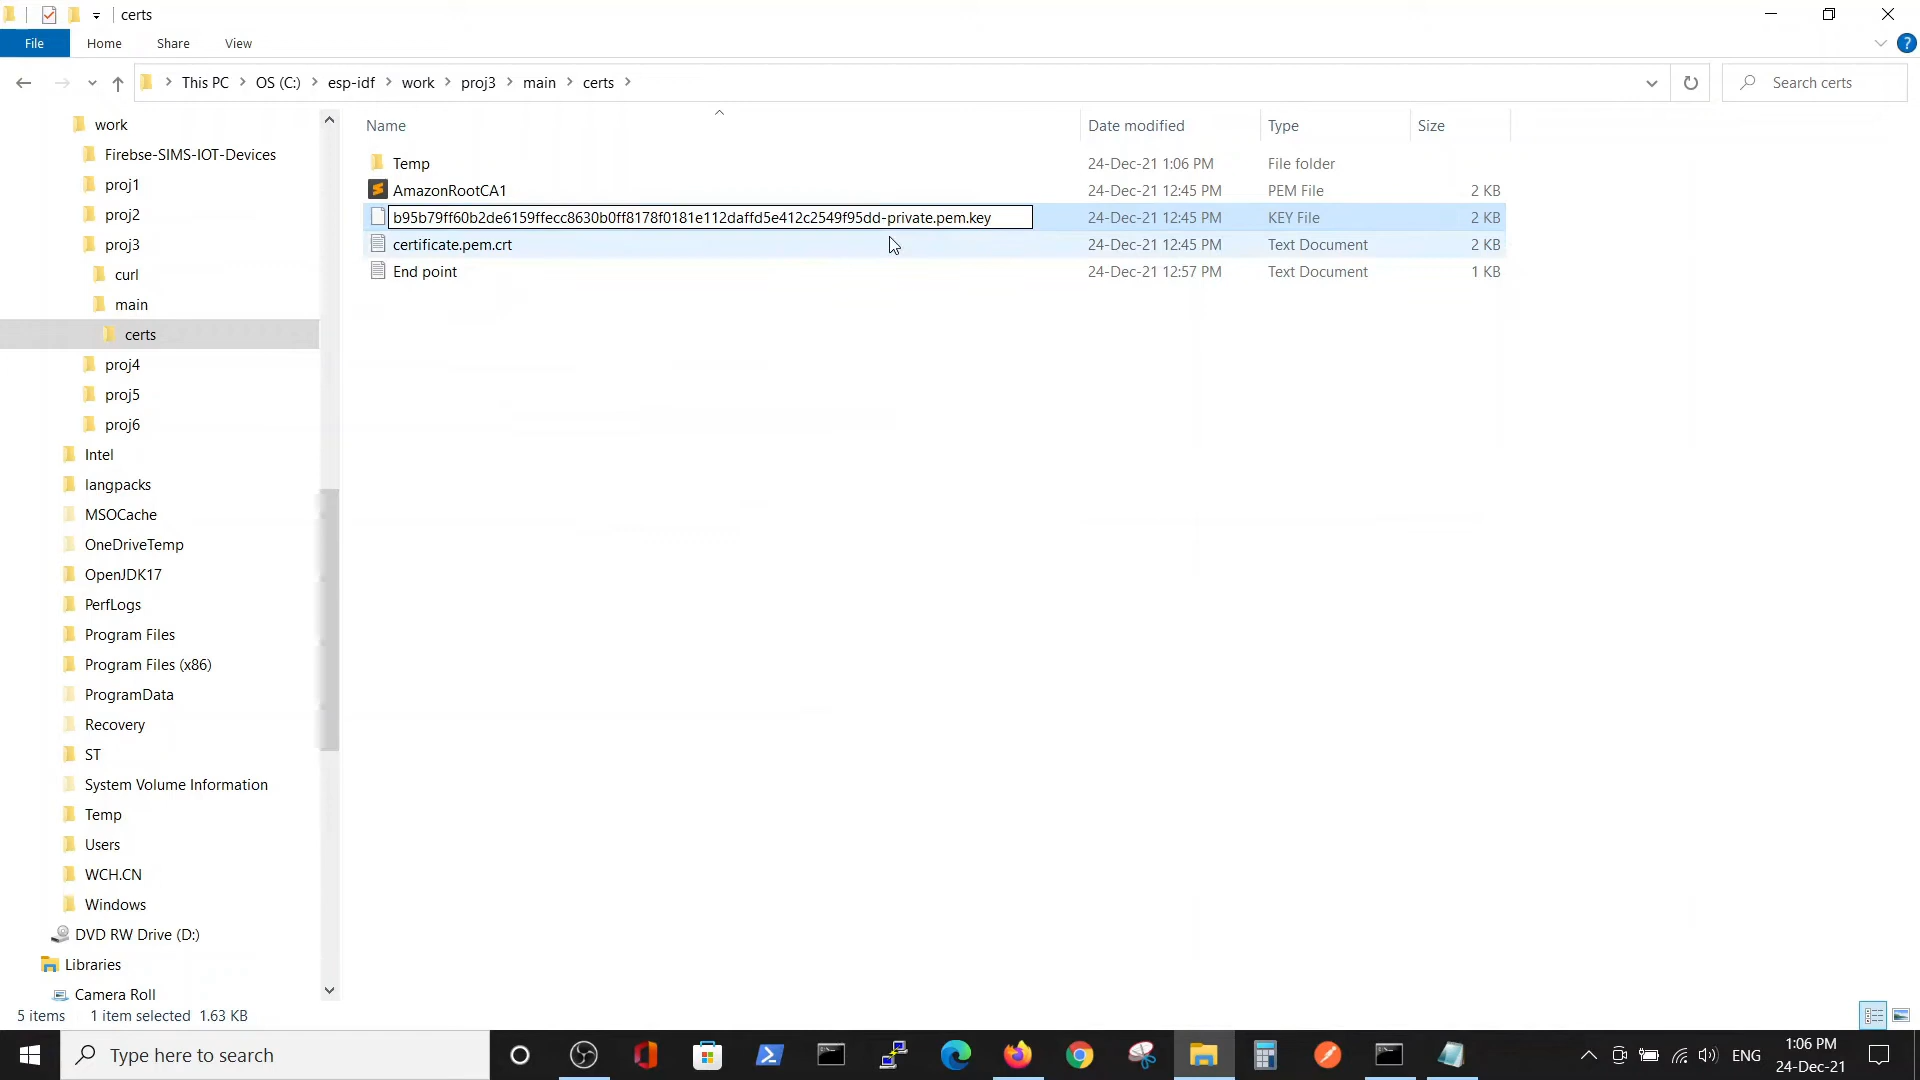 certs
File
Home
Share
View
This PC
OS (C:)
esp-idf
work
proj3
main
certs
Search certs
work
Firebse-SIMS-IOT-Devices
proj1
proj2
proj3
curl
main
certs
proj4
proj5
proj6
Intel
langpacks
MSOCache
OneDriveTemp
OpenJDK17
PerfLogs
Program Files
Program Files (x86)
ProgramData
Recovery
ST
System Volume Information
Temp
Users
WCH.CN
Windows
DVD RW Drive (D:)
Libraries
Camera Roll
Name Date modified Type Size
Temp 24-Dec-21 1:06 PM File folder
AmazonRootCA1 24-Dec-21 12:45 PM PEM File 2 KB
b95b79ff60b2de6159ffecc8630b0ff8178f0181e112daffd5e412c2549f95dd-private.pem.key 24-Dec-21 12:45 PM KEY File 2 KB
certificate.pem.crt 24-Dec-21 12:45 PM Text Document 2 KB
End point 24-Dec-21 12:57 PM Text Document 1 KB
5 items 1 item selected 1.63 KB
Type here to search
ENG
1:06 PM
24-Dec-21